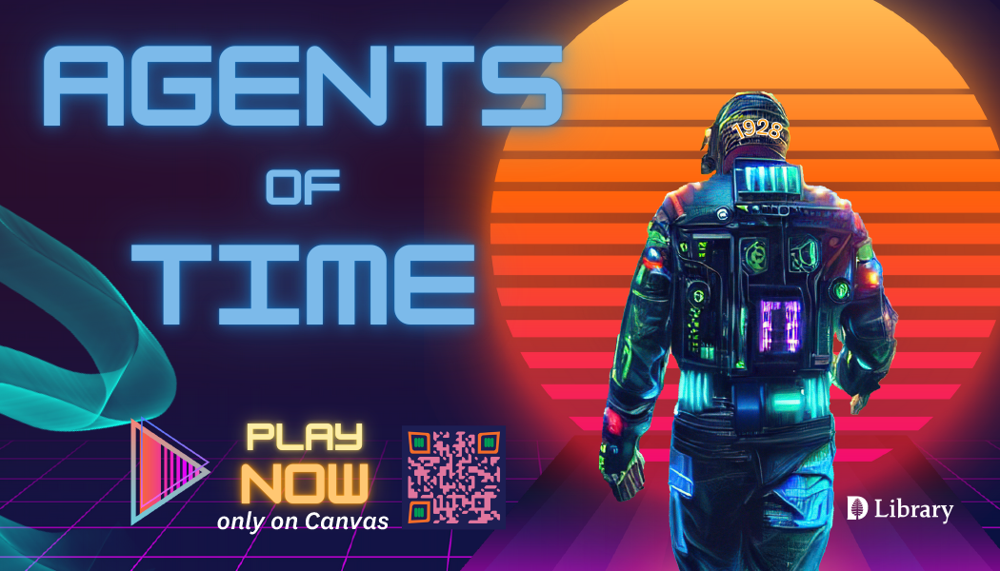 AGENTS
OF
TIME
1928
PLAY
NOW
only on Canvas
D Library